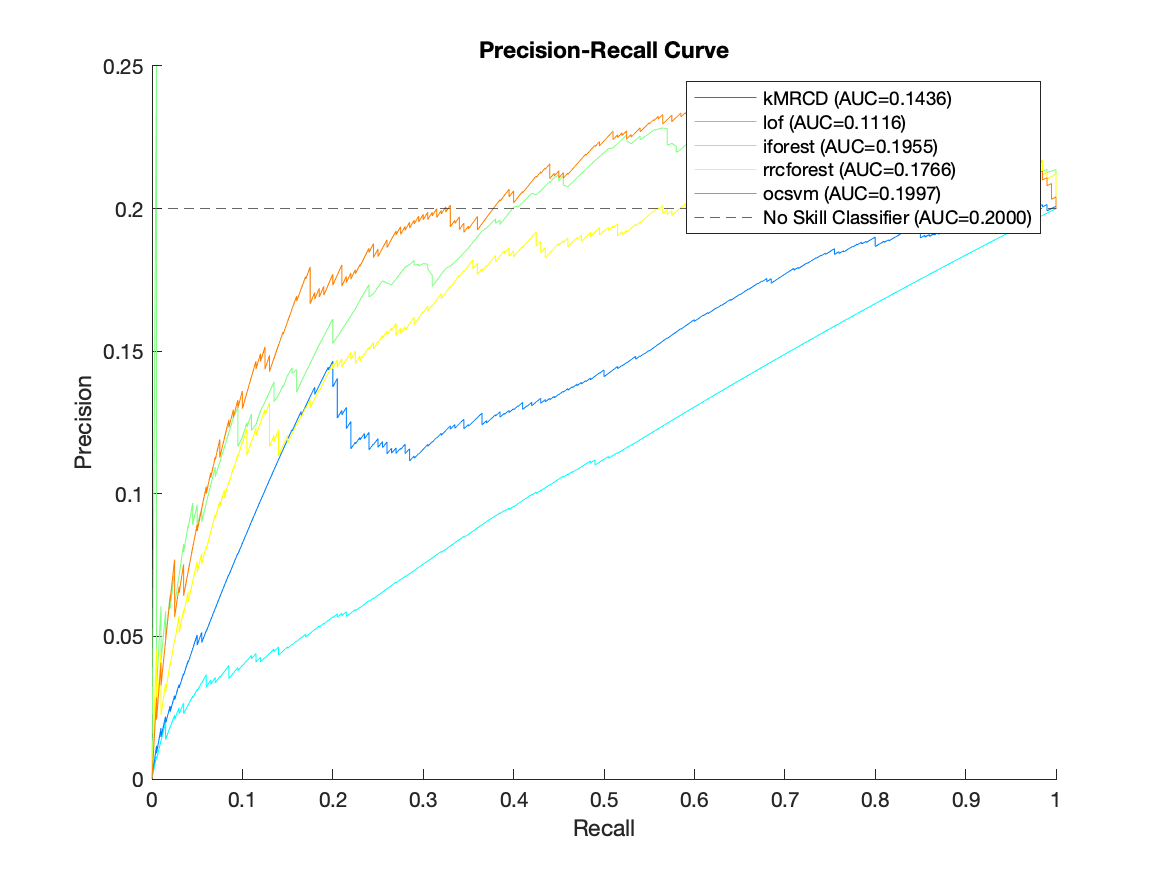 Precision-Recall Curve
0.25
0.2
0.15
0.1
0.05
0
Precision
kMRCD (AUC=0.1436)
lof (AUC=0.1116)
iforest (AUC=0.1955)
rrcforest (AUC=0.1766)
ocsvm (AUC=0.1997)
No Skill Classifier (AUC=0.2000)
0 0.1 0.2 0.3 0.4 0.5 0.6 0.7 0.8 0.9 1
Recall